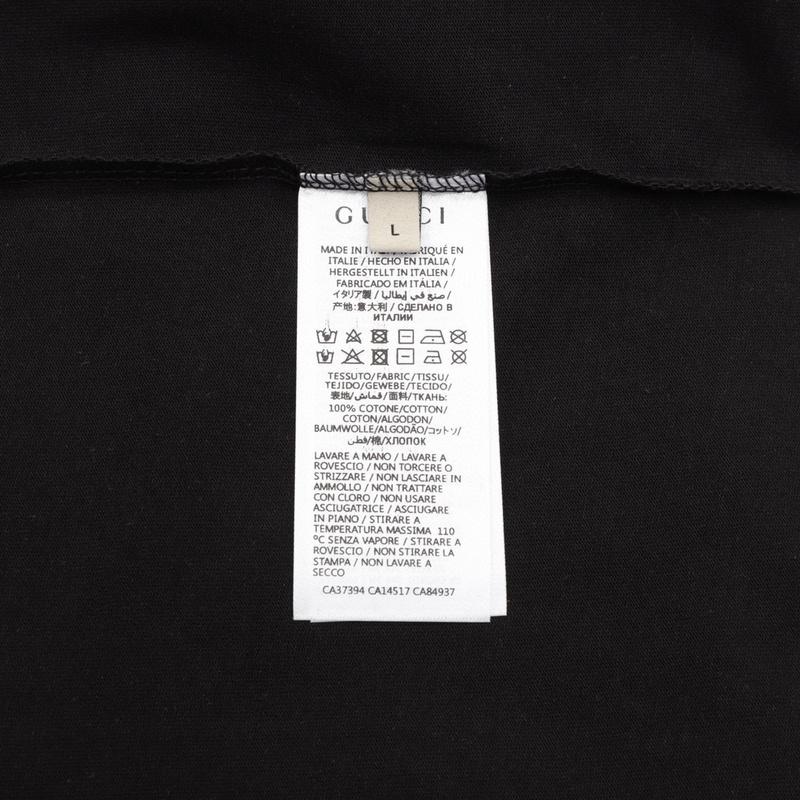 GUCCI
L
MADE IN ITALY / FABRIQUÉ EN
ITALIE / HECHO EN ITALIA /
HERGESTELLT IN ITALIEN /
FABRICADO EM ITÁLIA /
イタリア製 / صنع في إيطاليا /
产地:意大利 / СДЕЛАНО В
ИТАЛИИ
TESSUTO/FABRIC/TISSU/
TEJIDO/GEWEBE/TECIDO/
表地/قماش/面料/ТКАНЬ:
100% COTONE/COTTON/
COTON/ALGODON/
BAUMWOLLE/ALGODÃO/コットン/
قطن/棉/ХЛОПОК
LAVARE A MANO / LAVARE A
ROVESCIO / NON TORCERE O
STRIZZARE / NON LASCIARE IN
AMMOLLO / NON TRATTARE
CON CLORO / NON USARE
ASCIUGATRICE / ASCIUGARE
IN PIANO / STIRARE A
TEMPERATURA MASSIMA 110
°C SENZA VAPORE / STIRARE A
ROVESCIO / NON STIRARE LA
STAMPA / NON LAVARE A
SECCO
CA37394 CA14517 CA84937